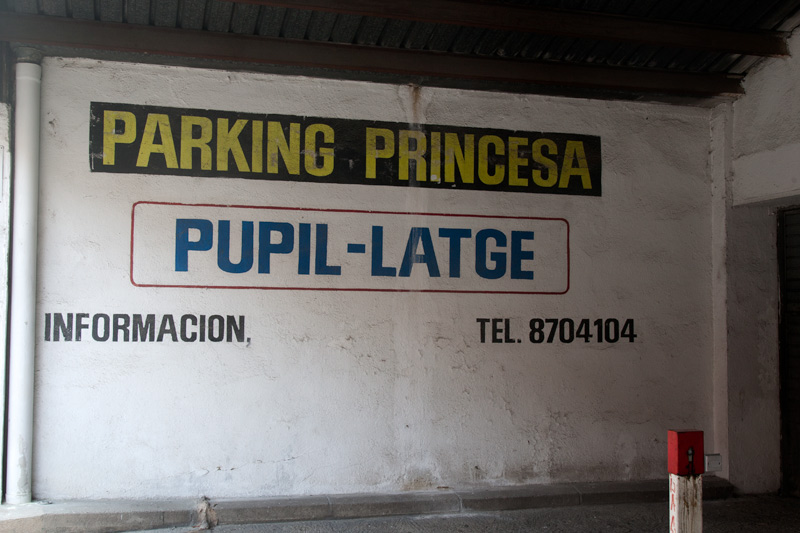 PARKING PRINCESA
PUPIL-LATGE
INFORMACION, TEL. 8704104